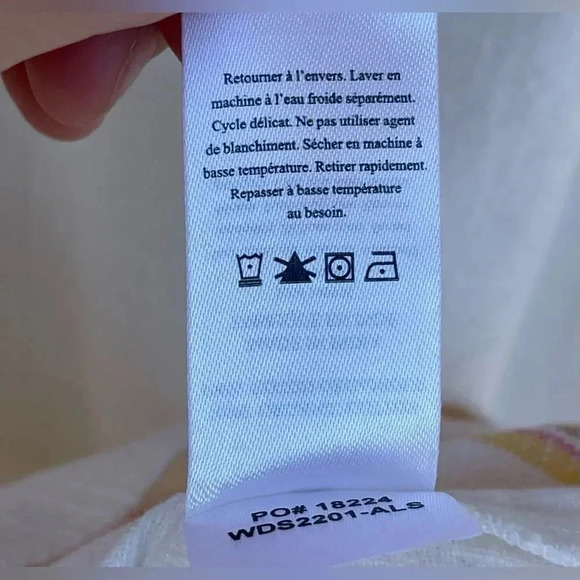 Retourner à l'envers. Laver en
machine à l'eau froide séparément.
Cycle délicat. Ne pas utiliser agent
de blanchiment. Sécher en machine à
basse température. Retirer rapidement.
Repasser à basse température
au besoin.
PO# 18224
WDS2201-ALS